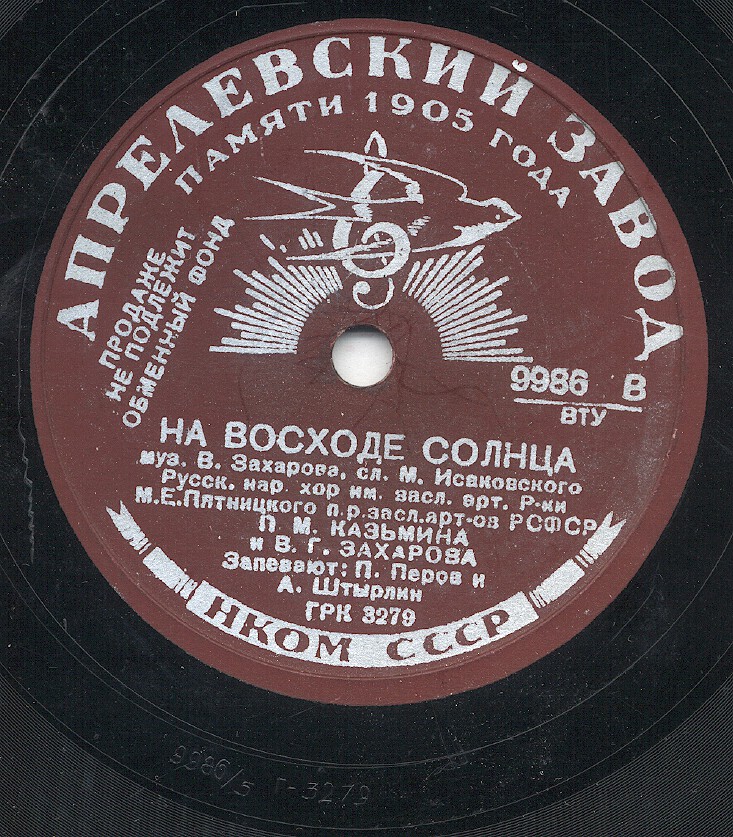 АПРЕЛЕВСКИЙ ЗАВОД
ПАМЯТИ 1905 ГОДА
ПРОДАЖЕ
НЕ ПОДЛЕЖИТ
ОБМЕННЫЙ ФОНД
9986 В
ВТУ
НА ВОСХОДЕ СОЛНЦА
муз. В. Захарова, сл. М. Исаковского
Русск. нар. хор им. засл. арт. Р-ки
М.Е.Пятницкого п.р.засл.арт-ов РСФСР
П. М. КАЗЬМИНА
и В. Г. ЗАХАРОВА
Запевают: П. Перов и
А. Штырлин
ГРК 3279
НКОМ СССР
9986/5 Г-3279